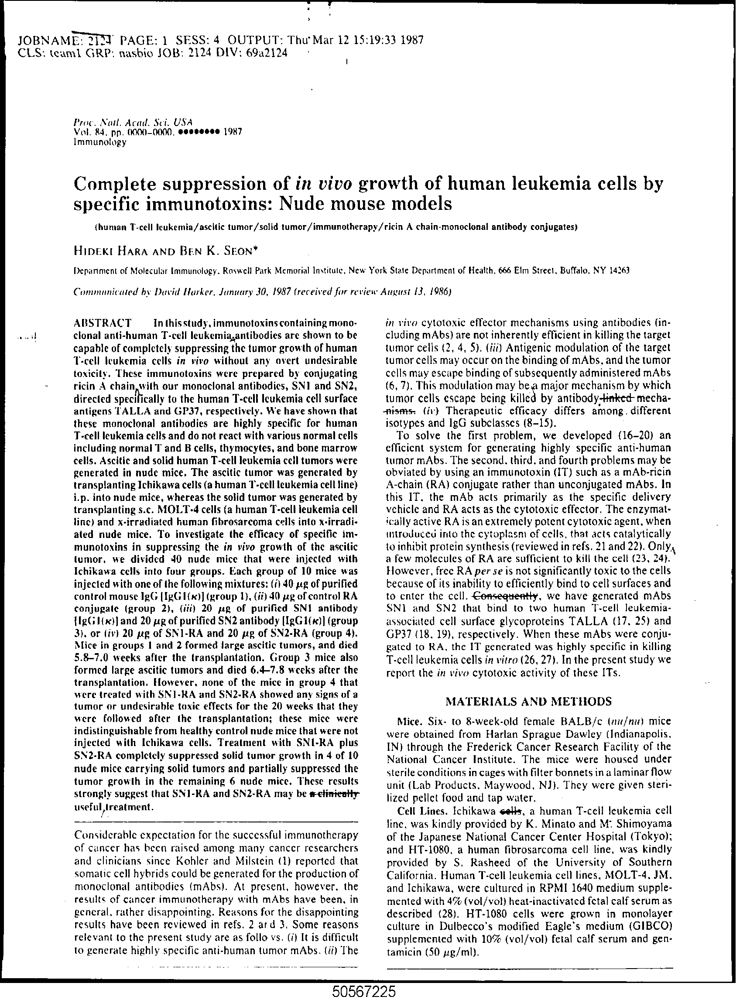 JOBNAME: 2124 PAGE: 1 SESS: 4 OUTPUT: Thu Mar 12 15:19:33 1987
CLS: team1 GRP: nasbio JOB: 2124 DIV: 69a2124
Proc. Natl. Acad. Sci. USA
Vol. 84, pp. 0000-0000, ●●●●●●●● 1987
Immunology
Complete suppression of in vivo growth of human leukemia cells by
specific immunotoxins: Nude mouse models
(human T-cell leukemia/ascitic tumor/solid tumor/immunotherapy/ricin A chain-monoclonal antibody conjugates)
HIDEKI HARA AND BEN K. SEON*
Department of Molecular Immunology, Roswell Park Memorial Institute, New York State Department of Health, 666 Elm Street, Buffalo, NY 14263
Communicated by David Harker, January 30, 1987 (received for review August 13, 1986)
ABSTRACT In this study, immunotoxins containing mono-
clonal anti-human T-cell leukemia antibodies are shown to be
capable of completely suppressing the tumor growth of human
T-cell leukemia cells in vivo without any overt undesirable
toxicity. These immunotoxins were prepared by conjugating
ricin A chain with our monoclonal antibodies, SN1 and SN2,
directed specifically to the human T-cell leukemia cell surface
antigens TALLA and GP37, respectively. We have shown that
these monoclonal antibodies are highly specific for human
T-cell leukemia cells and do not react with various normal cells
including normal T and B cells, thymocytes, and bone marrow
cells. Ascitic and solid human T-cell leukemia cell tumors were
generated in nude mice. The ascitic tumor was generated by
transplanting Ichikawa cells (a human T-cell leukemia cell line)
i.p. into nude mice, whereas the solid tumor was generated by
transplanting s.c. MOLT-4 cells (a human T-cell leukemia cell
line) and x-irradiated human fibrosarcoma cells into x-irradi-
ated nude mice. To investigate the efficacy of specific im-
munotoxins in suppressing the in vivo growth of the ascitic
tumor, we divided 40 nude mice that were injected with
Ichikawa cells into four groups. Each group of 10 mice was
injected with one of the following mixtures: (i) 40 μg of purified
control mouse IgG [IgG1(κ)] (group 1), (ii) 40 μg of control RA
conjugate (group 2), (iii) 20 μg of purified SN1 antibody
[IgG1(κ)] and 20 μg of purified SN2 antibody [IgG1(κ)] (group
3), or (iv) 20 μg of SN1-RA and 20 μg of SN2-RA (group 4).
Mice in groups 1 and 2 formed large ascitic tumors, and died
5.8-7.0 weeks after the transplantation. Group 3 mice also
formed large ascitic tumors and died 6.4-7.8 weeks after the
transplantation. However, none of the mice in group 4 that
were treated with SN1-RA and SN2-RA showed any signs of a
tumor or undesirable toxic effects for the 20 weeks that they
were followed after the transplantation; these mice were
indistinguishable from healthy control nude mice that were not
injected with Ichikawa cells. Treatment with SN1-RA plus
SN2-RA completely suppressed solid tumor growth in 4 of 10
nude mice carrying solid tumors and partially suppressed the
tumor growth in the remaining 6 nude mice. These results
strongly suggest that SN1-RA and SN2-RA may be a clinically
useful treatment.
Considerable expectation for the successful immunotherapy
of cancer has been raised among many cancer researchers
and clinicians since Kohler and Milstein (1) reported that
somatic cell hybrids could be generated for the production of
monoclonal antibodies (mAbs). At present, however, the
results of cancer immunotherapy with mAbs have been, in
general, rather disappointing. Reasons for the disappointing
results have been reviewed in refs. 2 and 3. Some reasons
relevant to the present study are as follo vs. (i) It is difficult
to generate highly specific anti-human tumor mAbs. (ii) The
in vivo cytotoxic effector mechanisms using antibodies (in-
cluding mAbs) are not inherently efficient in killing the target
tumor cells (2, 4, 5). (iii) Antigenic modulation of the target
tumor cells may occur on the binding of mAbs, and the tumor
cells may escape binding of subsequently administered mAbs
(6, 7). This modulation may be a major mechanism by which
tumor cells escape being killed by antibody-linked mecha-
nisms. (iv) Therapeutic efficacy differs among different
isotypes and IgG subclasses (8-15).
To solve the first problem, we developed (16-20) an
efficient system for generating highly specific anti-human
tumor mAbs. The second, third, and fourth problems may be
obviated by using an immunotoxin (IT) such as a mAb-ricin
A-chain (RA) conjugate rather than unconjugated mAbs. In
this IT, the mAb acts primarily as the specific delivery
vehicle and RA acts as the cytotoxic effector. The enzymat-
ically active RA is an extremely potent cytotoxic agent, when
introduced into the cytoplasm of cells, that acts catalytically
to inhibit protein synthesis (reviewed in refs. 21 and 22). Only
a few molecules of RA are sufficient to kill the cell (23, 24).
However, free RA per se is not significantly toxic to the cells
because of its inability to efficiently bind to cell surfaces and
to enter the cell. Consequently, we have generated mAbs
SN1 and SN2 that bind to two human T-cell leukemia-
associated cell surface glycoproteins TALLA (17, 25) and
GP37 (18, 19), respectively. When these mAbs were conju-
gated to RA, the IT generated was highly specific in killing
T-cell leukemia cells in vitro (26, 27). In the present study we
report the in vivo cytotoxic activity of these ITs.
MATERIALS AND METHODS
Mice. Six- to 8-week-old female BALB/c (nu/nu) mice
were obtained from Harlan Sprague Dawley (Indianapolis,
IN) through the Frederick Cancer Research Facility of the
National Cancer Institute. The mice were housed under
sterile conditions in cages with filter bonnets in a laminar flow
unit (Lab Products, Maywood, NJ). They were given steri-
lized pellet food and tap water.
Cell Lines. Ichikawa cells, a human T-cell leukemia cell
line, was kindly provided by K. Minato and M. Shimoyama
of the Japanese National Cancer Center Hospital (Tokyo);
and HT-1080, a human fibrosarcoma cell line, was kindly
provided by S. Rasheed of the University of Southern
California. Human T-cell leukemia cell lines, MOLT-4, JM,
and Ichikawa, were cultured in RPMI 1640 medium supple-
mented with 4% (vol/vol) heat-inactivated fetal calf serum as
described (28). HT-1080 cells were grown in monolayer
culture in Dulbecco's modified Eagle's medium (GIBCO)
supplemented with 10% (vol/vol) fetal calf serum and gen-
tamicin (50 μg/ml).
50567225